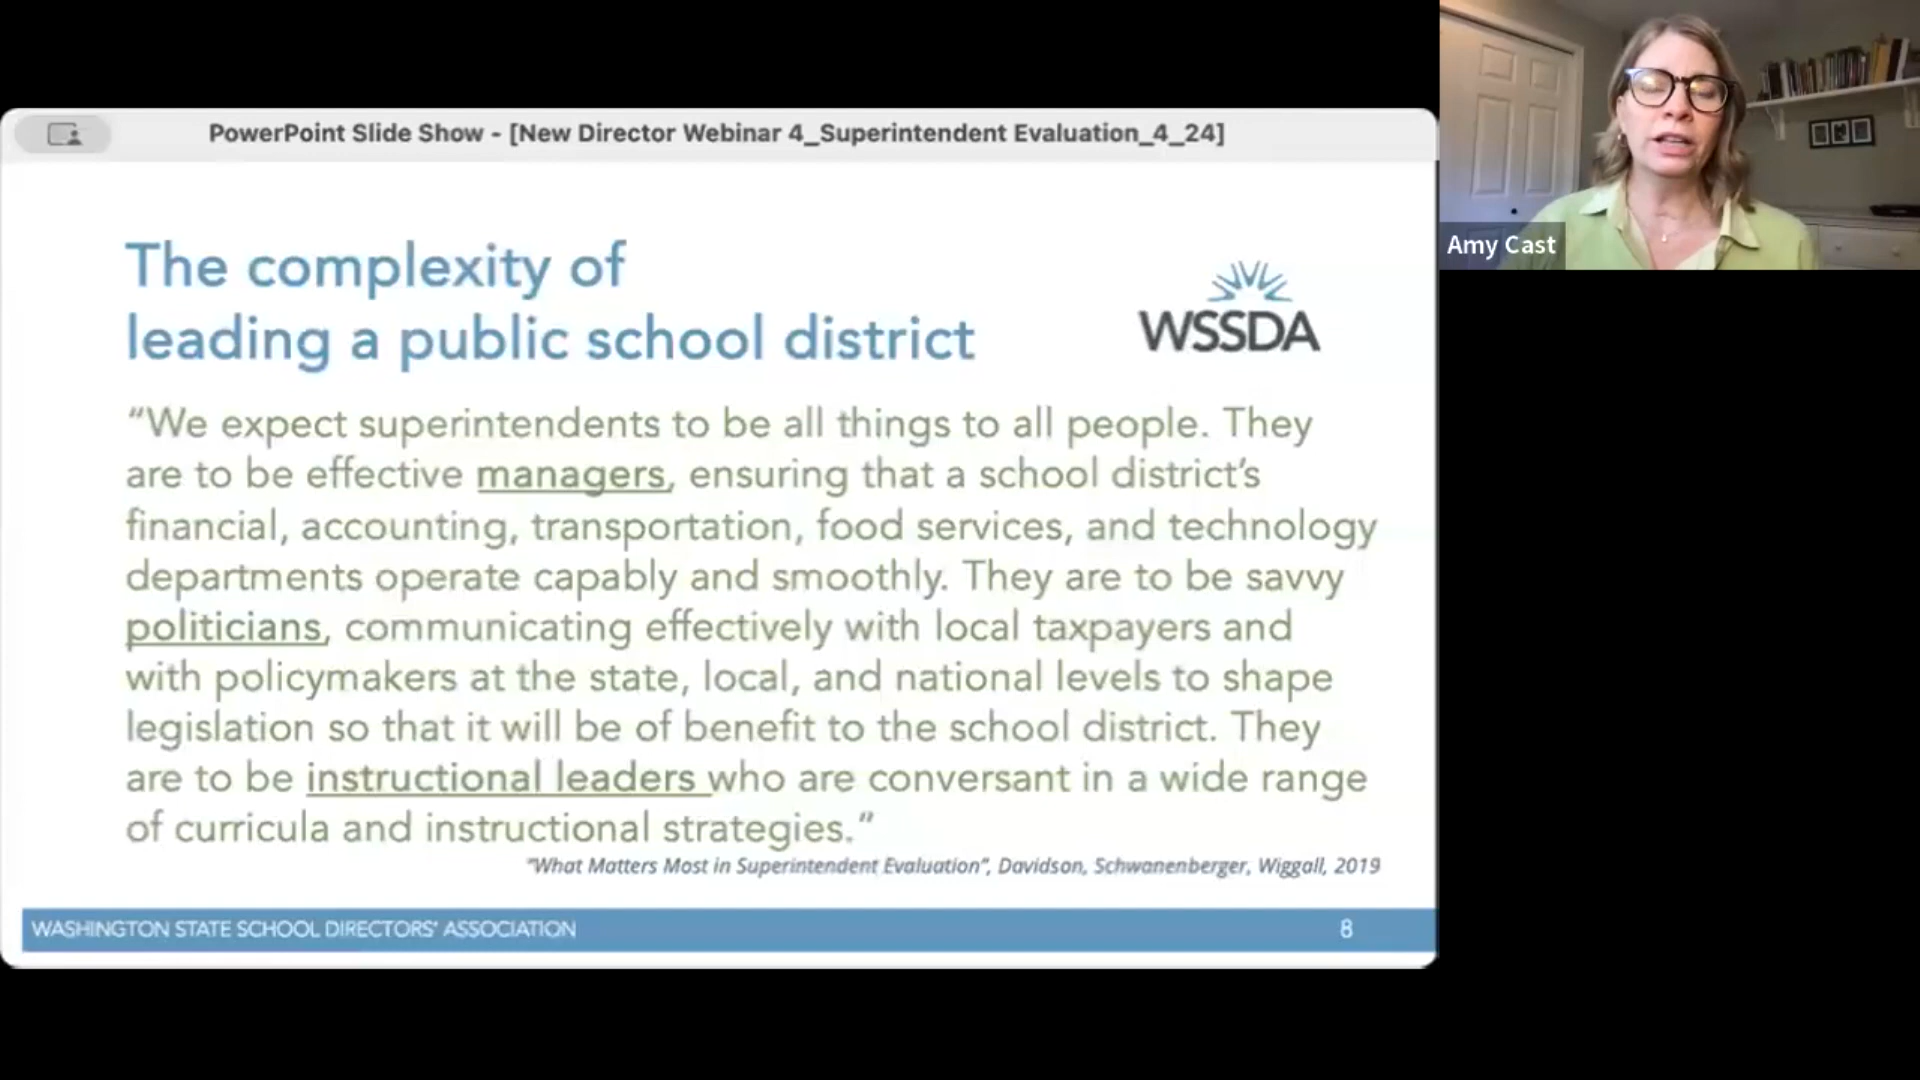 PowerPoint Slide Show - [New Director Webinar 4_Superintendent Evaluation_4_24]
Amy Cast
The complexity of
leading a public school district
WSSDA
“We expect superintendents to be all things to all people. They
are to be effective managers, ensuring that a school district’s
financial, accounting, transportation, food services, and technology
departments operate capably and smoothly. They are to be savvy
politicians, communicating effectively with local taxpayers and
with policymakers at the state, local, and national levels to shape
legislation so that it will be of benefit to the school district. They
are to be instructional leaders who are conversant in a wide range
of curricula and instructional strategies.”
“What Matters Most in Superintendent Evaluation”, Davidson, Schwanenberger, Wiggall, 2019
WASHINGTON STATE SCHOOL DIRECTORS’ ASSOCIATION
8